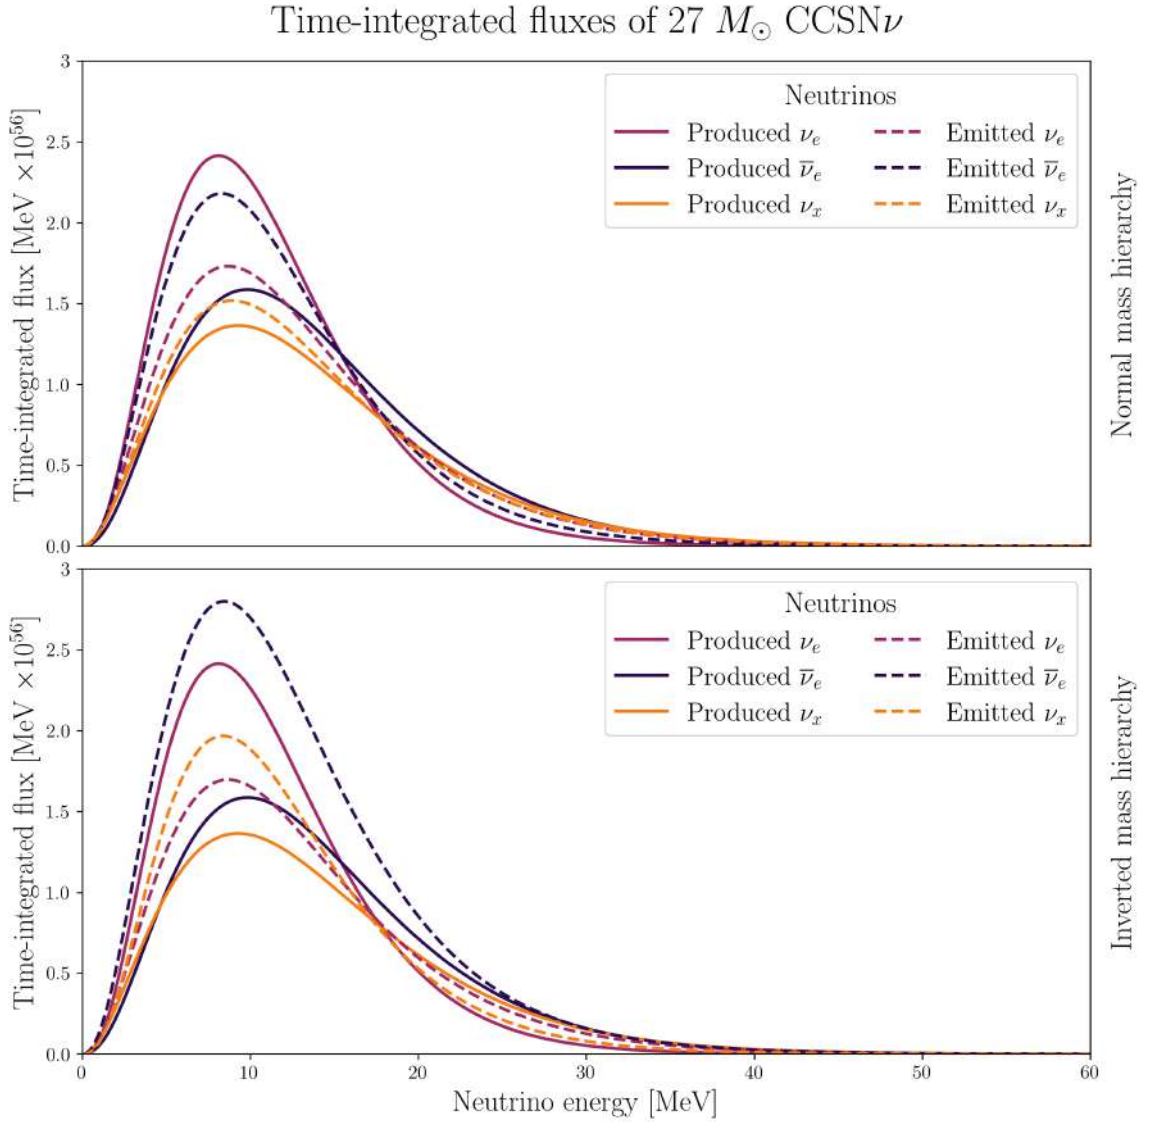 Time-integrated fluxes of 27 M⊙ CCSNν
Time-integrated flux [MeV ×10⁵⁶]
3
2.5
2.0
1.5
1.0
0.5
0.0
Neutrinos
Produced νₑ Emitted νₑ
Produced ν̅ₑ Emitted ν̅ₑ
Produced νₓ Emitted νₓ
Normal mass hierarchy
Time-integrated flux [MeV ×10⁵⁶]
3
2.5
2.0
1.5
1.0
0.5
0.0
Neutrinos
Produced νₑ Emitted νₑ
Produced ν̅ₑ Emitted ν̅ₑ
Produced νₓ Emitted νₓ
Inverted mass hierarchy
0 10 20 30 40 50 60
Neutrino energy [MeV]